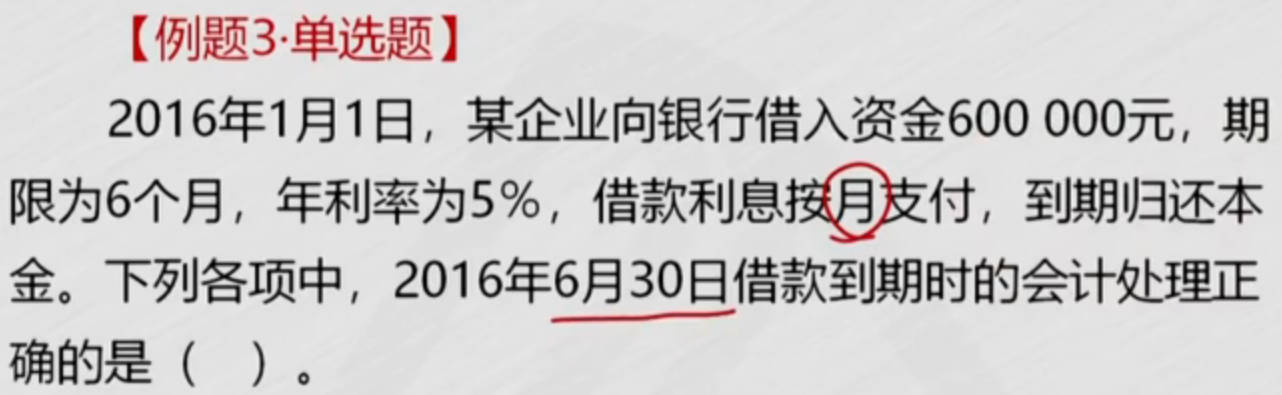 【例题3·单选题】
2016年1月1日，某企业向银行借入资金600 000元，期
限为6个月，年利率为5%，借款利息按月支付，到期归还本
金。下列各项中，2016年6月30日借款到期时的会计处理正
确的是（ ）。